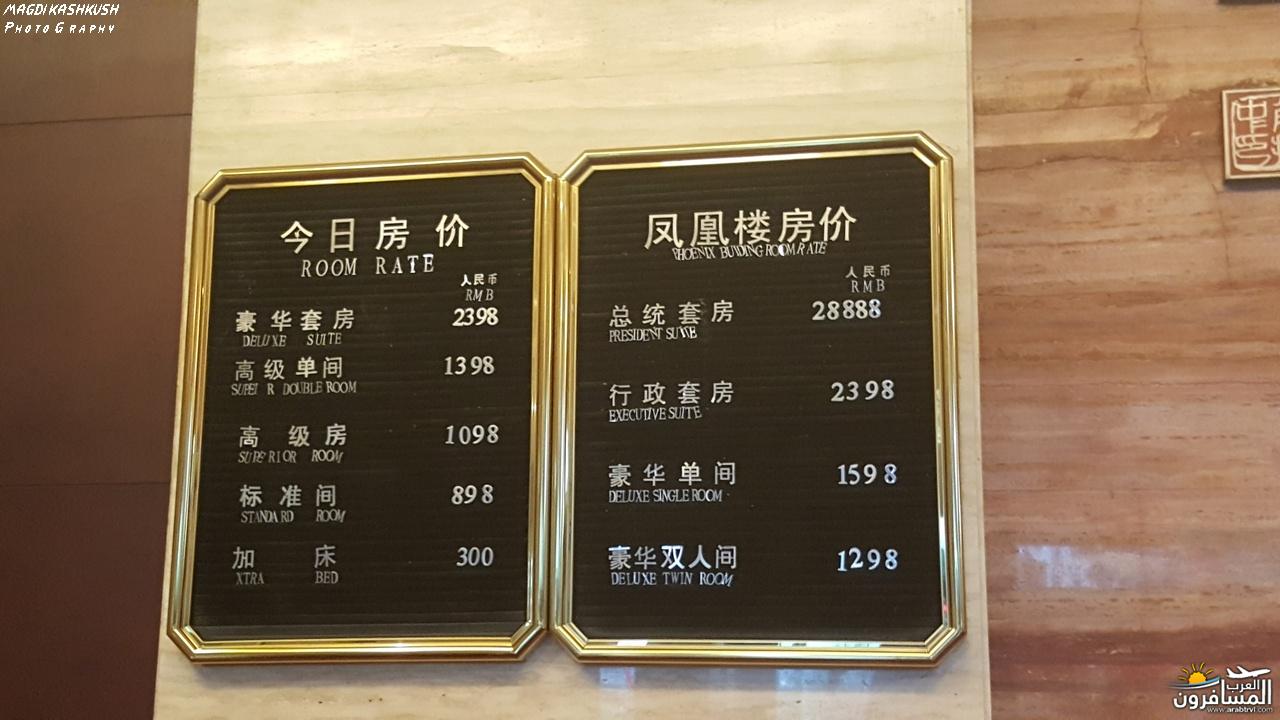 MAGDI KASHKUSH
PHOTOGRAPHY
今日房价
ROOM RATE
人民币
RMB
豪华套房 2398
DELUXE SUITE
高级单间 1398
SUPEI R DOUBLE ROOM
高级房 1098
SUPERIOR ROOM
标准间 898
STANDARD ROOM
加床 300
XTRA BED
凤凰楼房价
PHOENIX BUILDING ROOM RATE
人民币
RMB
总统套房 28888
PRESIDENT SUITE
行政套房 2398
EXECUTIVE SUITE
豪华单间 1598
DELUXE SINGLE ROOM
豪华双人间 1298
DELUXE TWIN ROOM
العرب
المسافرون
www.arabtrvl.com